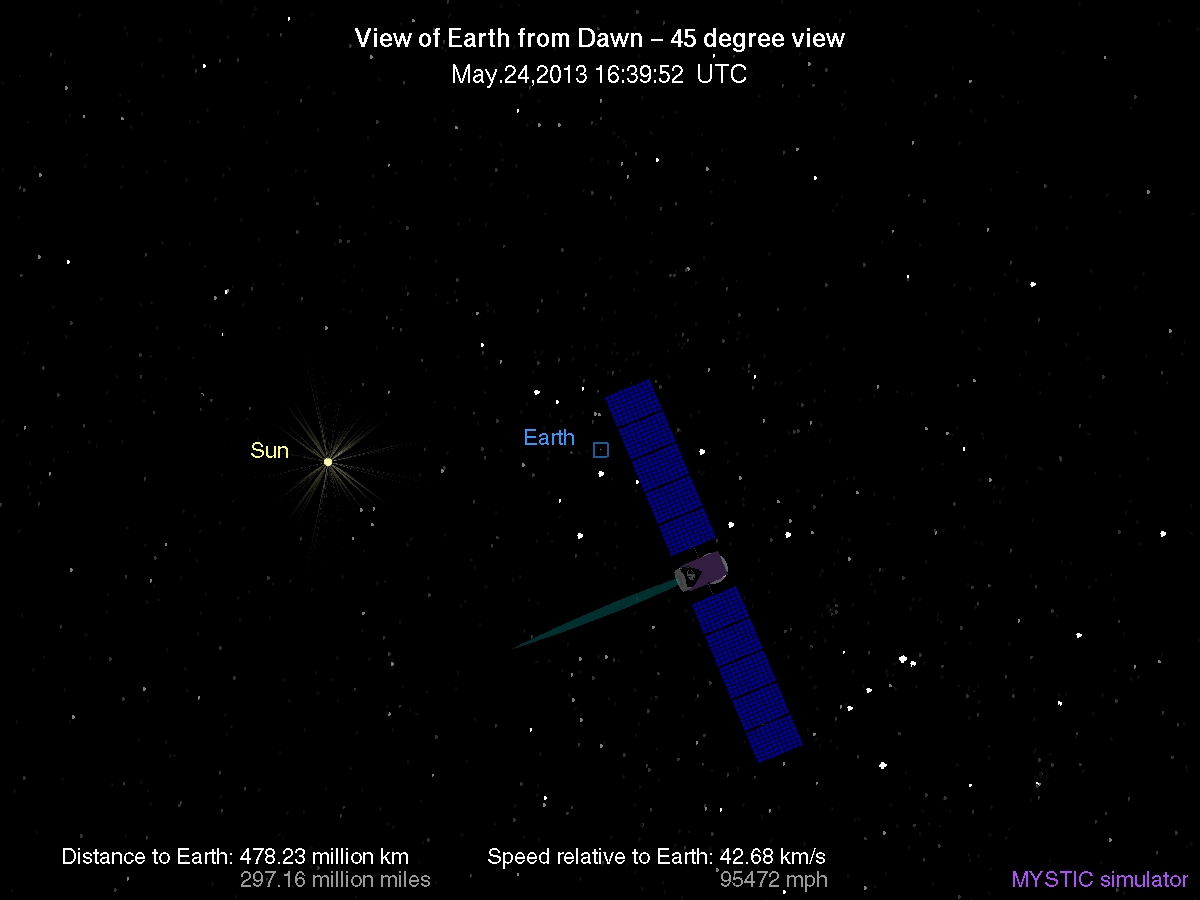 View of Earth from Dawn – 45 degree view
May.24,2013 16:39:52 UTC
Earth
Sun
Distance to Earth: 478.23 million km
297.16 million miles
Speed relative to Earth: 42.68 km/s
95472 mph
MYSTIC simulator